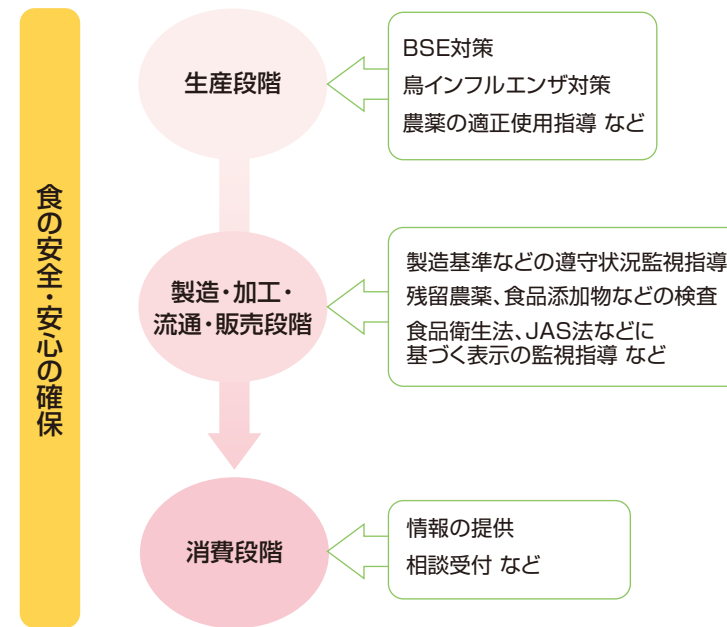 食の安全・安心の確保
生産段階
BSE対策
鳥インフルエンザ対策
農薬の適正使用指導 など
製造・加工・
流通・販売段階
製造基準などの遵守状況監視指導
残留農薬、食品添加物などの検査
食品衛生法、JAS法などに
基づく表示の監視指導 など
消費段階
情報の提供
相談受付 など